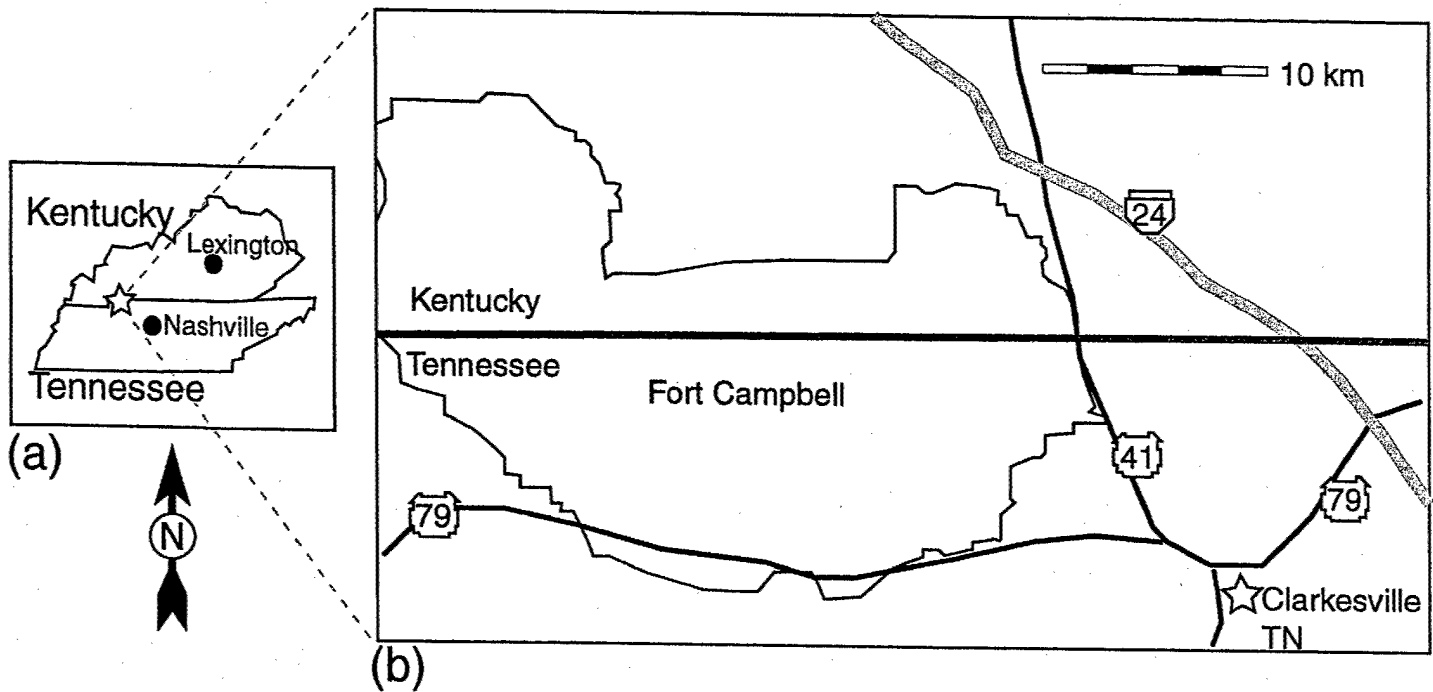 Kentucky
Lexington
Nashville
Tennessee
(a)
N
10 km
24
Kentucky
Tennessee
Fort Campbell
41
79
79
Clarkesville
TN
(b)